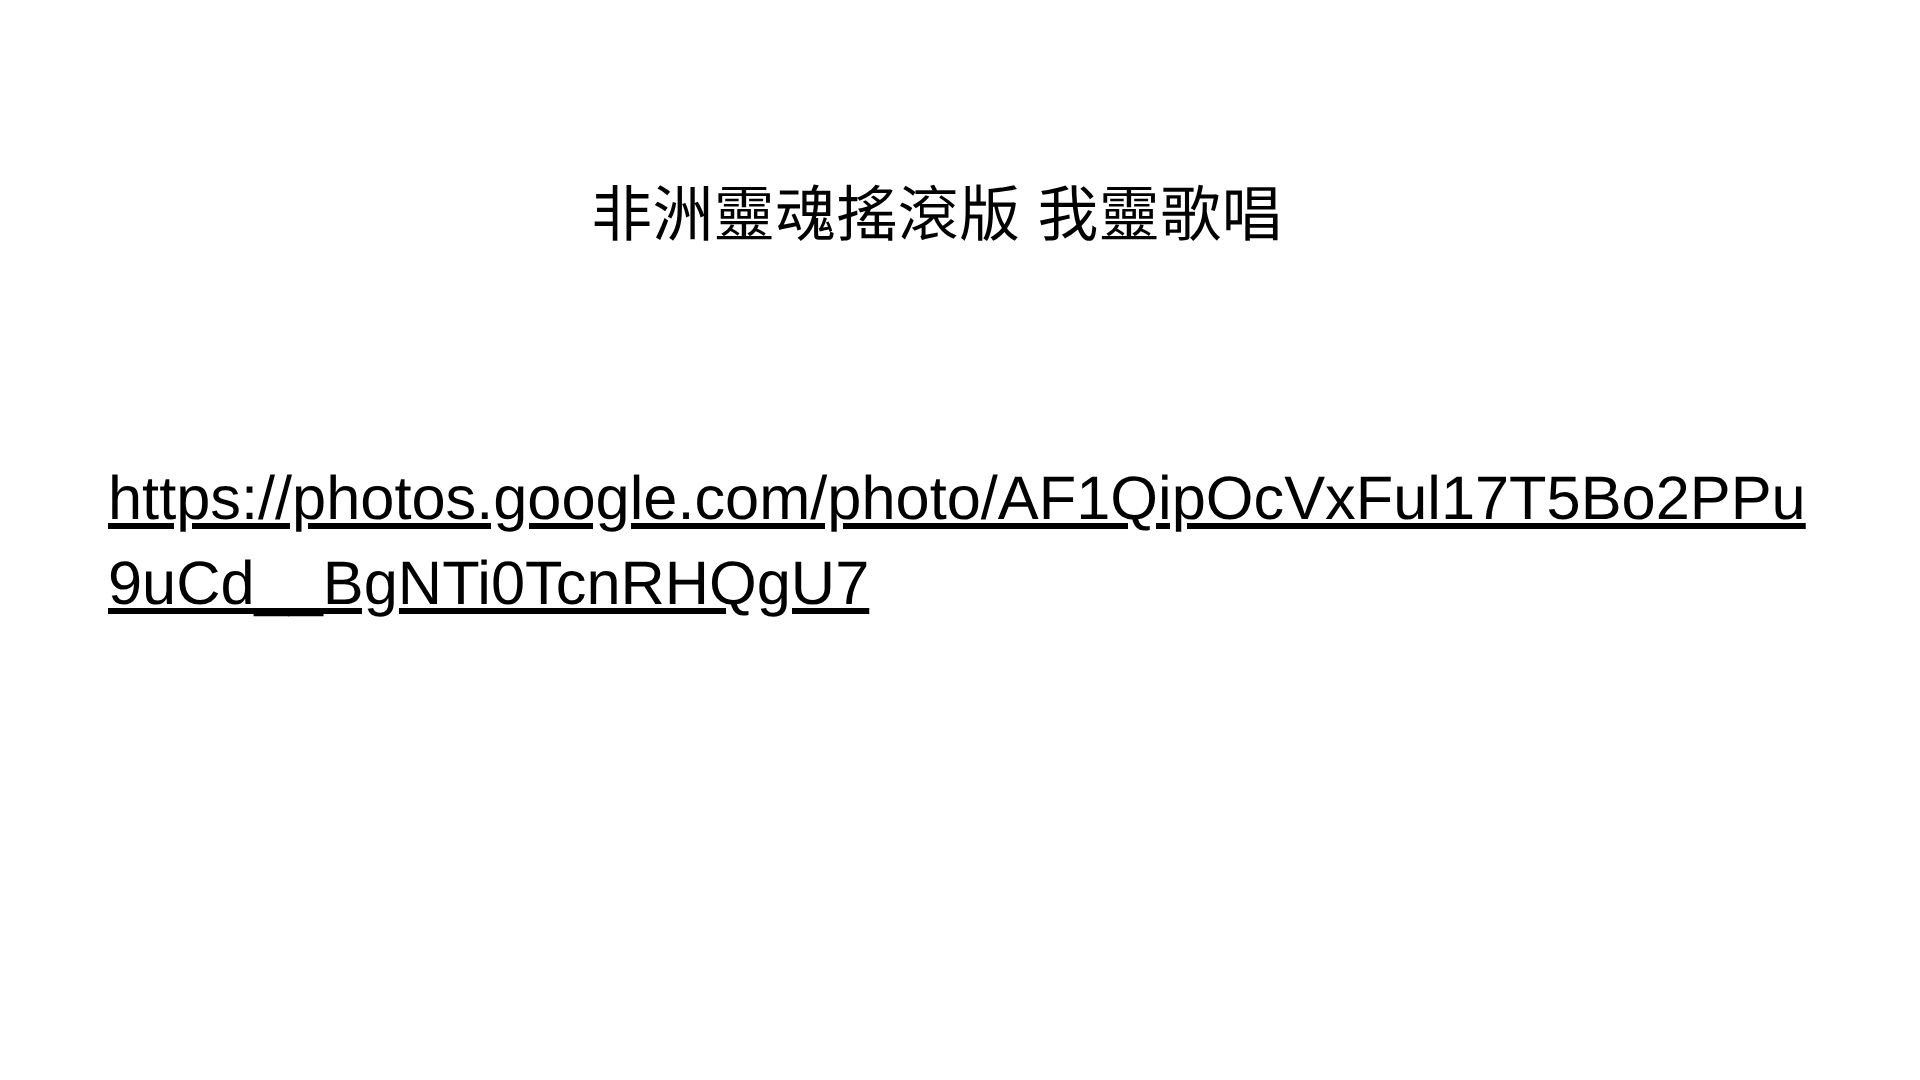 非洲靈魂搖滾版 我靈歌唱
https://photos.google.com/photo/AF1QipOcVxFul17T5Bo2PPu
9uCd__BgNTi0TcnRHQgU7